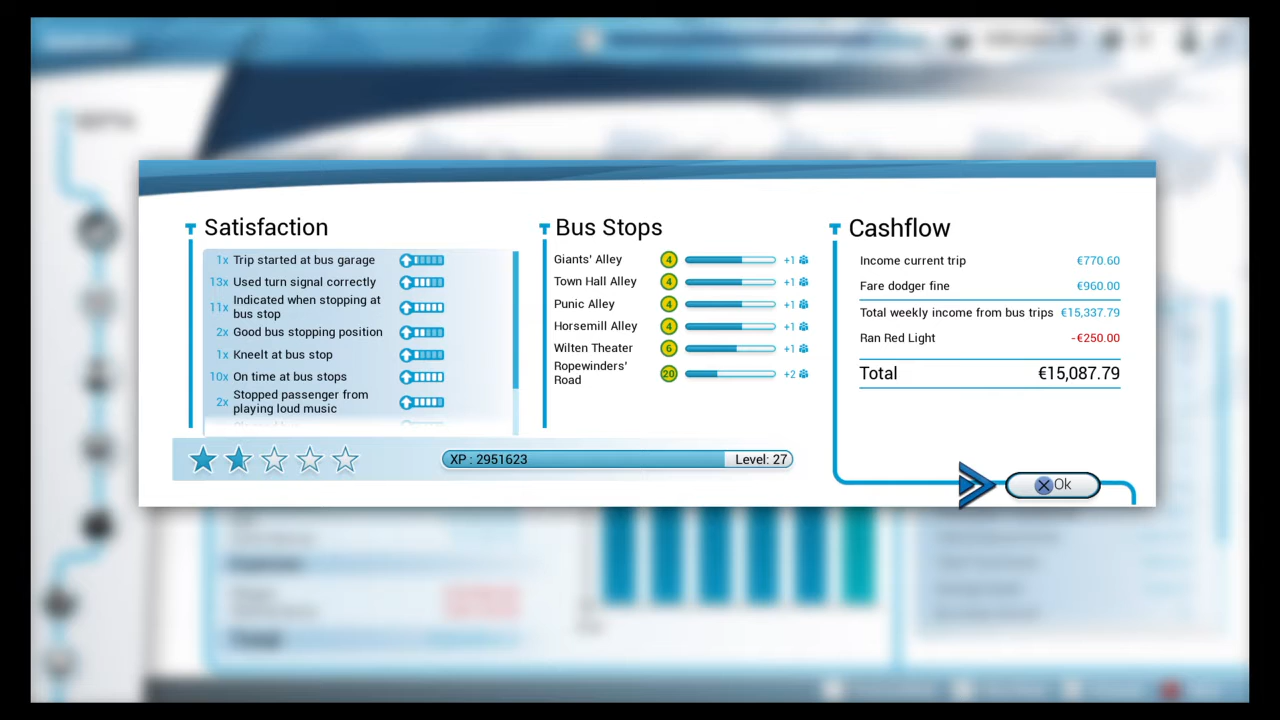 Satisfaction
1x Trip started at bus garage
13x Used turn signal correctly
11x Indicated when stopping at
bus stop
2x Good bus stopping position
1x Kneelt at bus stop
10x On time at bus stops
2x Stopped passenger from
playing loud music
Bus Stops
Giants' Alley 4 +1
Town Hall Alley 4 +1
Punic Alley 4 +1
Horsemill Alley 4 +1
Wilten Theater 6 +1
Ropewinders'
Road 20 +2
Cashflow
Income current trip €770.60
Fare dodger fine €960.00
Total weekly income from bus trips €15,337.79
Ran Red Light -€250.00
Total €15,087.79
XP : 2951623 Level: 27
Ok